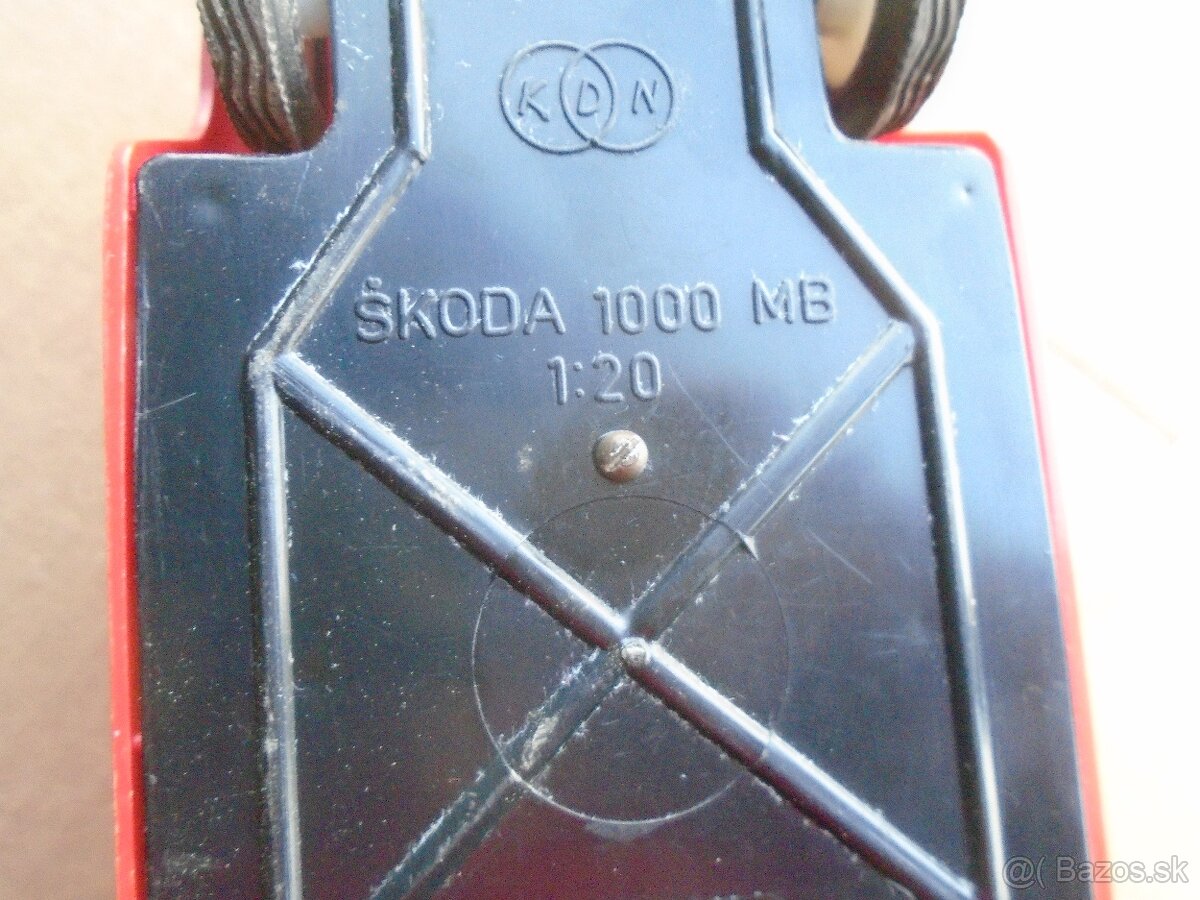 KDN
ŠKODA 1000 MB
1:20
@( Bazos.sk